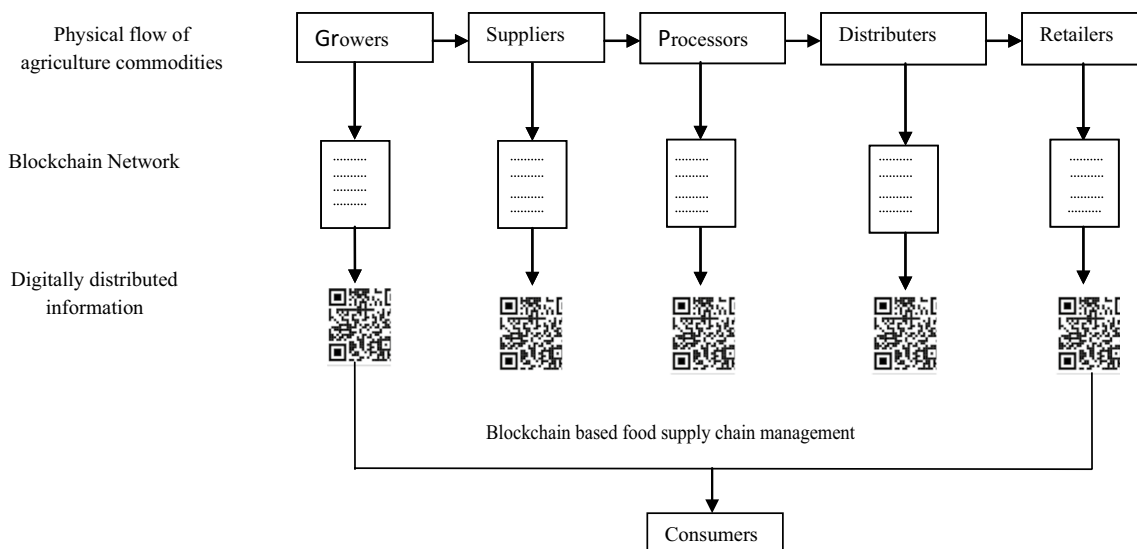 Physical flow of
agriculture commodities
Growers
Suppliers
Processors
Distributers
Retailers
Blockchain Network
Digitally distributed
information
Blockchain based food supply chain management
Consumers